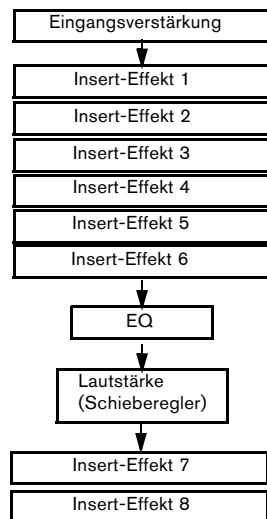 Eingangsverstärkung
Insert-Effekt 1
Insert-Effekt 2
Insert-Effekt 3
Insert-Effekt 4
Insert-Effekt 5
Insert-Effekt 6
EQ
Lautstärke
(Schieberegler)
Insert-Effekt 7
Insert-Effekt 8